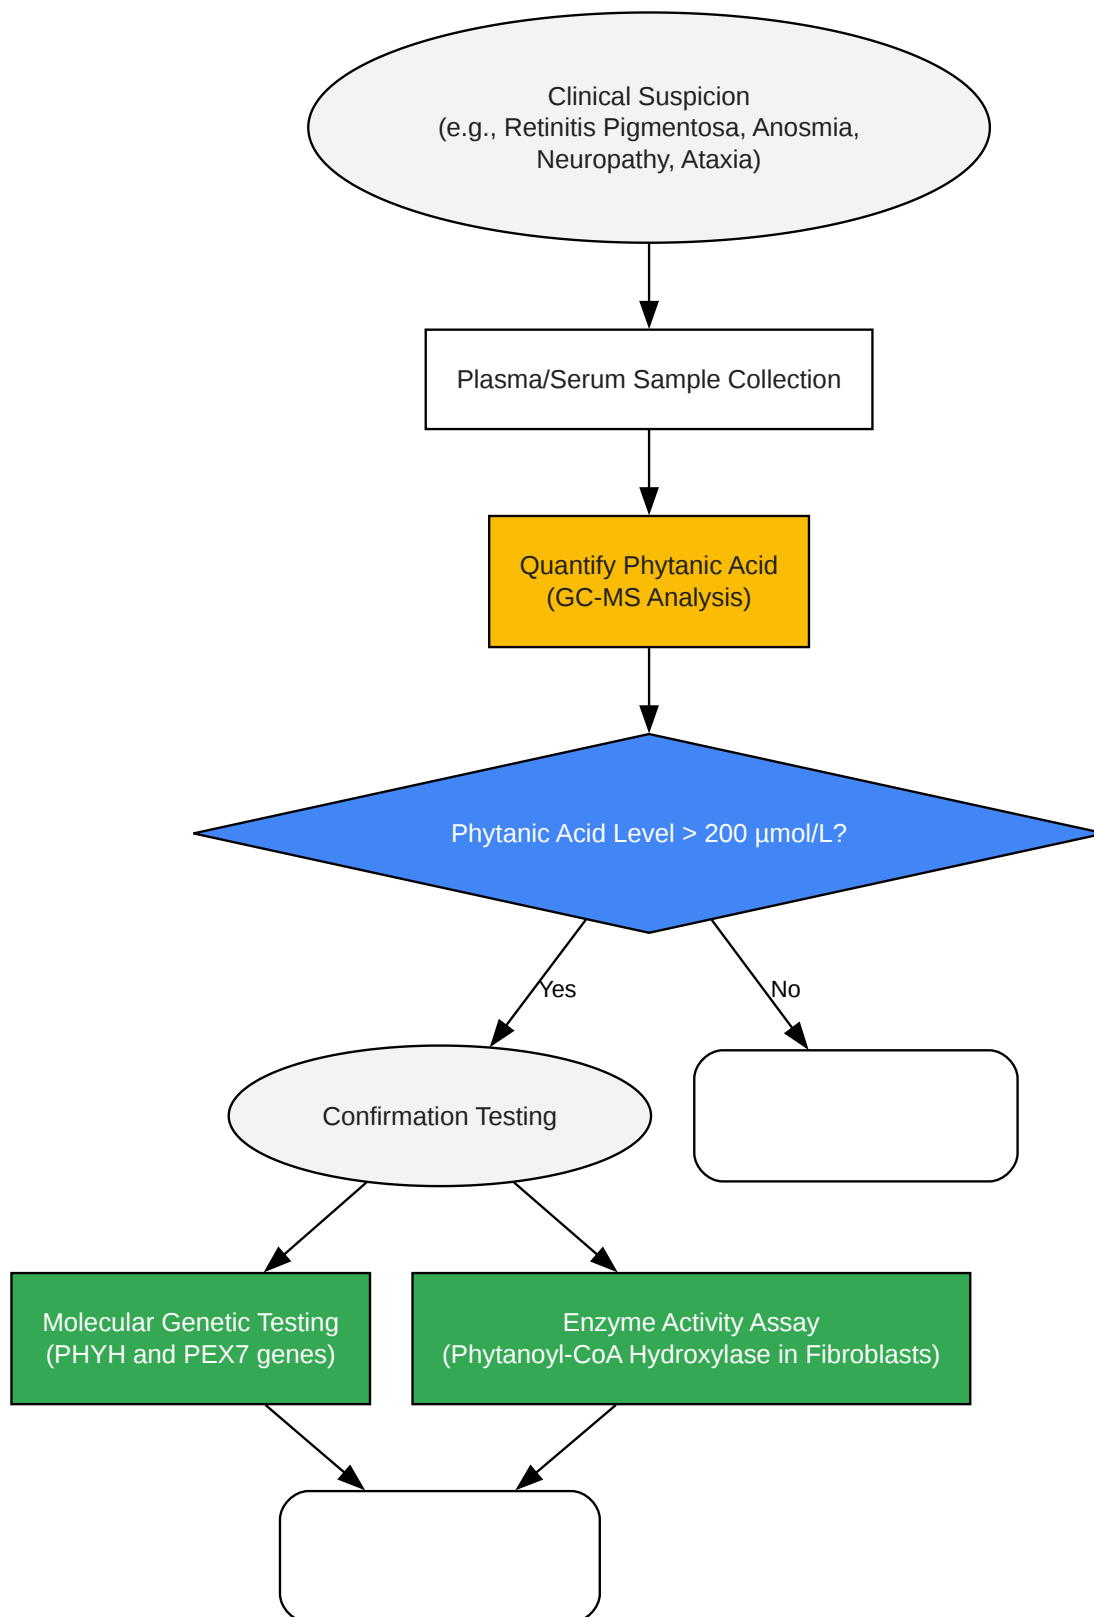 Clinical Suspicion
(e.g., Retinitis Pigmentosa, Anosmia,
Neuropathy, Ataxia)
Plasma/Serum Sample Collection
Quantify Phytanic Acid
(GC-MS Analysis)
Phytanic Acid Level > 200 µmol/L?
Yes
No
Confirmation Testing
Molecular Genetic Testing
(PHYH and PEX7 genes)
Enzyme Activity Assay
(Phytanoyl-CoA Hydroxylase in Fibroblasts)